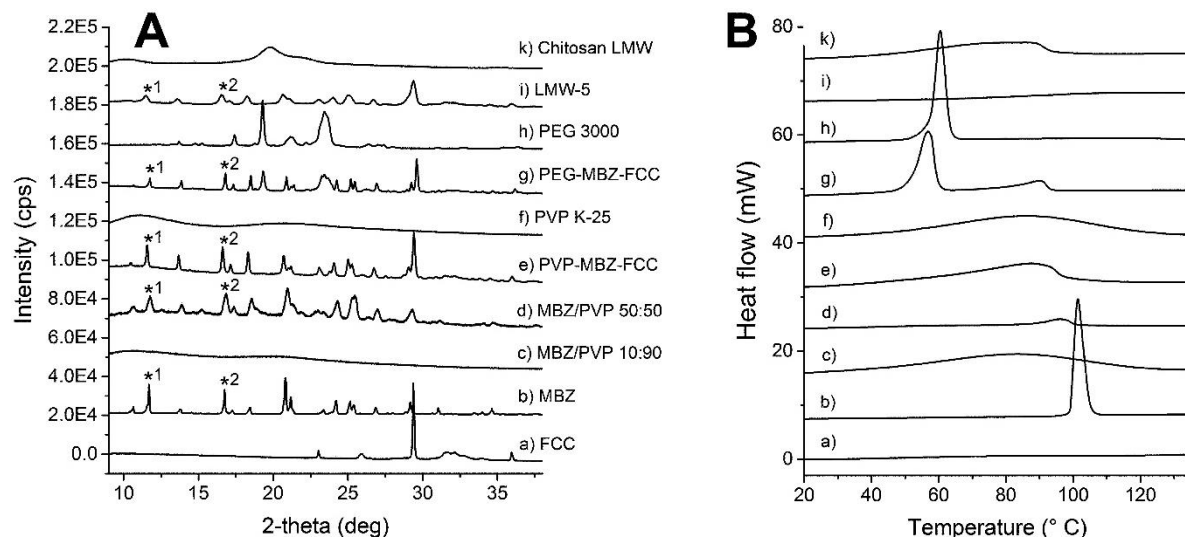 A
B
Intensity (cps)
2.2E5
2.0E5
1.8E5
1.6E5
1.4E5
1.2E5
1.0E5
8.0E4
6.0E4
4.0E4
2.0E4
0.0
k) Chitosan LMW
*1 *2 i) LMW-5
h) PEG 3000
*1 *2 g) PEG-MBZ-FCC
f) PVP K-25
*1 *2 e) PVP-MBZ-FCC
*1 *2 d) MBZ/PVP 50:50
c) MBZ/PVP 10:90
*1 *2 b) MBZ
a) FCC
10 15 20 25 30 35
2-theta (deg)
Heat flow (mW)
80
60
40
20
0
k)
i)
h)
g)
f)
e)
d)
c)
b)
a)
20 40 60 80 100 120
Temperature (° C)